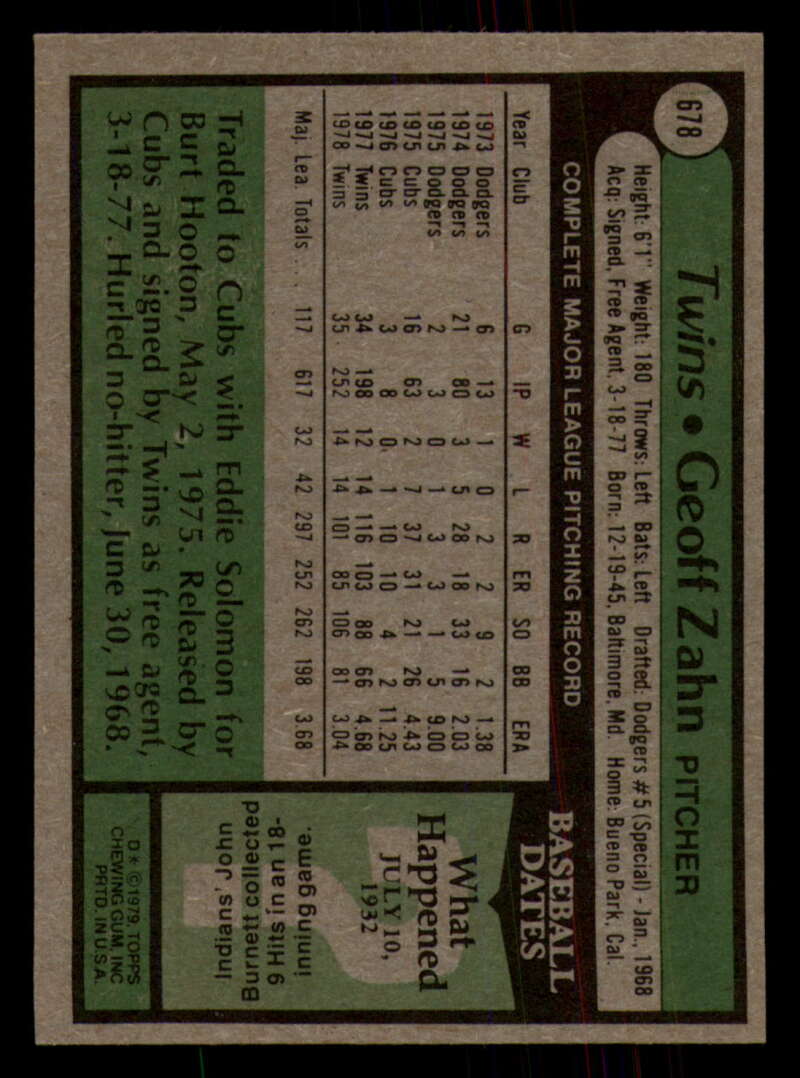 678
Twins • Geoff Zahn PITCHER
Height: 6'1" Weight: 180 Throws: Left Bats: Left Drafted: Dodgers #5 (Special) - Jan., 1968
Acq: Signed, Free Agent, 3-18-77 Born: 12-19-45, Baltimore, Md. Home: Bueno Park, Cal.
COMPLETE MAJOR LEAGUE PITCHING RECORD
Year Club G IP W L R ER SO BB ERA
1973 Dodgers 6 13 1 0 2 2 9 2 1.38
1974 Dodgers 21 80 3 5 28 18 33 16 2.03
1975 Dodgers 2 3 0 1 3 3 1 5 9.00
1975 Cubs 16 63 2 7 37 31 21 26 4.43
1976 Cubs 3 8 0 1 10 10 4 2 11.25
1977 Twins 34 198 12 14 116 103 88 66 4.68
1978 Twins 35 252 14 14 101 85 106 81 3.04
Maj. Lea Totals . . . 117 617 32 42 297 252 262 198 3.68
Traded to Cubs with Eddie Solomon for
Burt Hooton, May 2, 1975. Released by
Cubs and signed by Twins as free agent,
3-18-77. Hurled no-hitter, June 30, 1968.
BASEBALL
DATES
What
Happened
JULY 10,
1932
Indians' John
Burnett collected
9 Hits in an 18-
inning game.
D * © 1979 TOPPS
CHEWING GUM, INC
PRTD. IN U.S.A.